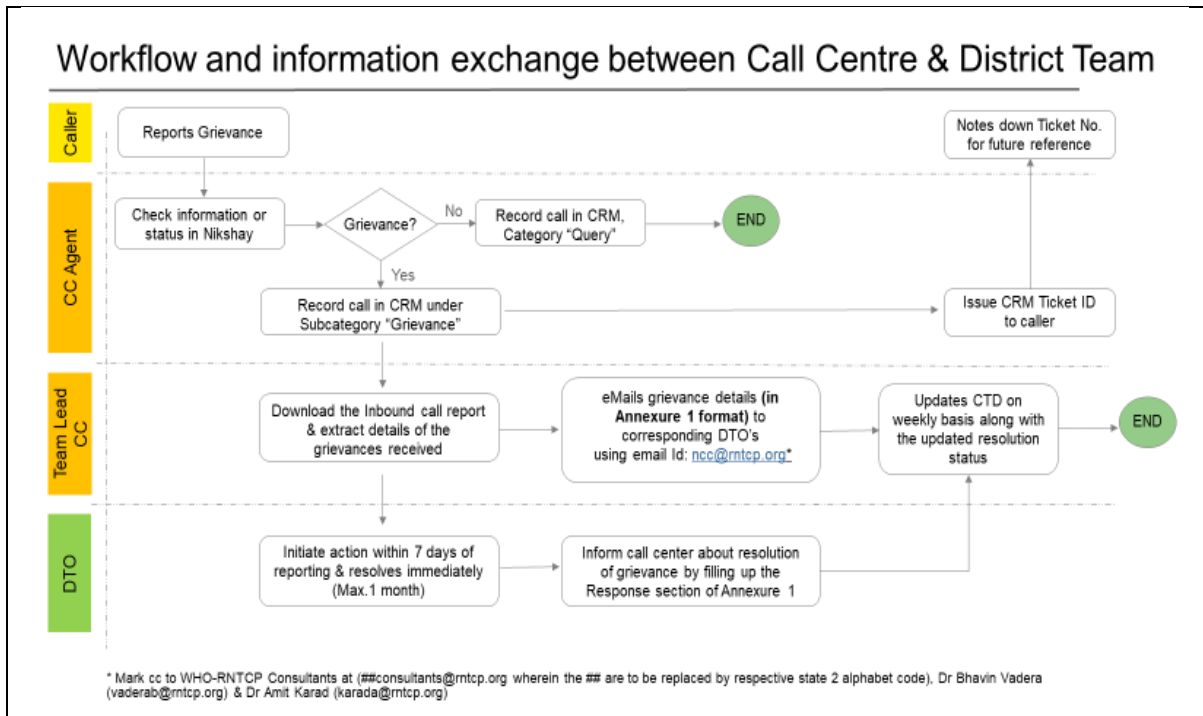 Workflow and information exchange between Call Centre & District Team
Caller
Reports Grievance
Notes down Ticket No.
for future reference
CC Agent
Check information or
status in Nikshay
Grievance?
No
Record call in CRM,
Category “Query”
END
Yes
Record call in CRM under
Subcategory “Grievance”
Issue CRM Ticket ID
to caller
Team Lead
CC
Download the Inbound call report
& extract details of the
grievances received
eMails grievance details (in
Annexure 1 format) to
corresponding DTO's
using email Id: ncc@rntcp.org*
Updates CTD on
weekly basis along with
the updated resolution
status
END
DTO
Initiate action within 7 days of
reporting & resolves immediately
(Max.1 month)
Inform call center about resolution
of grievance by filling up the
Response section of Annexure 1
* Mark cc to WHO-RNTCP Consultants at (##consultants@rntcp.org wherein the ## are to be replaced by respective state 2 alphabet code), Dr Bhavin Vadera
(vaderab@rntcp.org) & Dr Amit Karad (karada@rntcp.org)